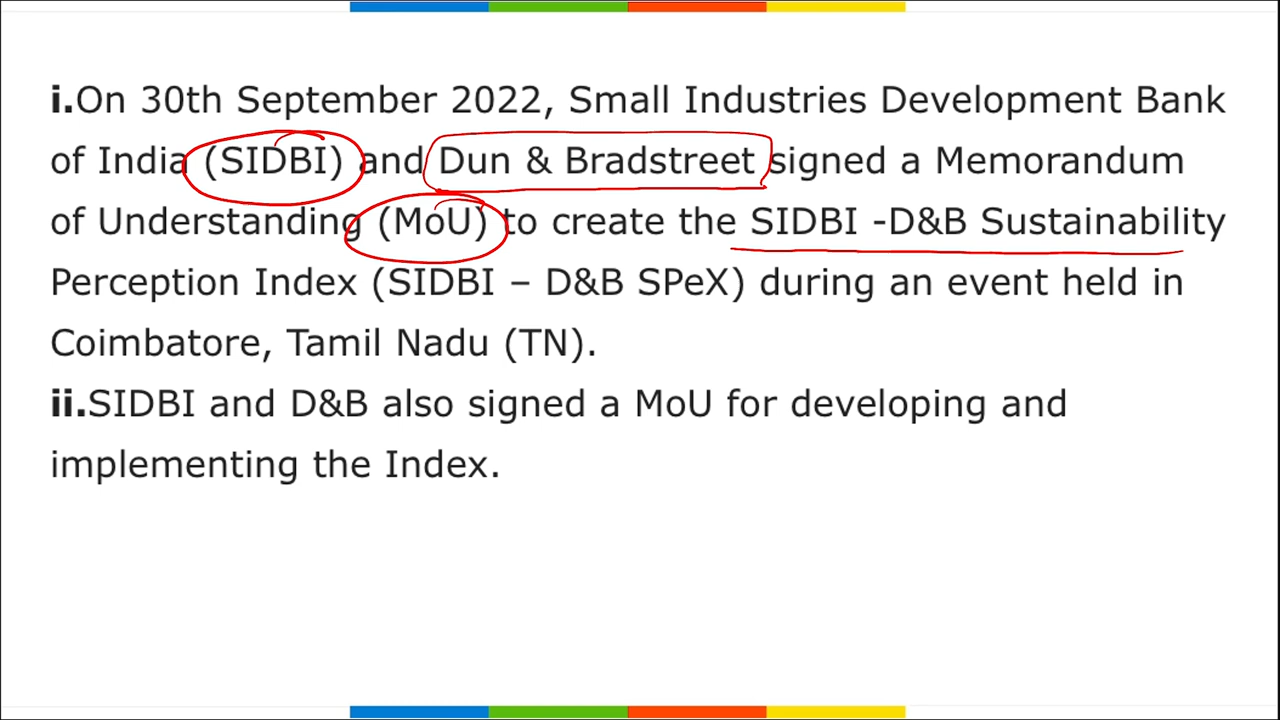 i.On 30th September 2022, Small Industries Development Bank
of India (SIDBI) and Dun & Bradstreet signed a Memorandum
of Understanding (MoU) to create the SIDBI -D&B Sustainability
Perception Index (SIDBI – D&B SPeX) during an event held in
Coimbatore, Tamil Nadu (TN).
ii.SIDBI and D&B also signed a MoU for developing and
implementing the Index.